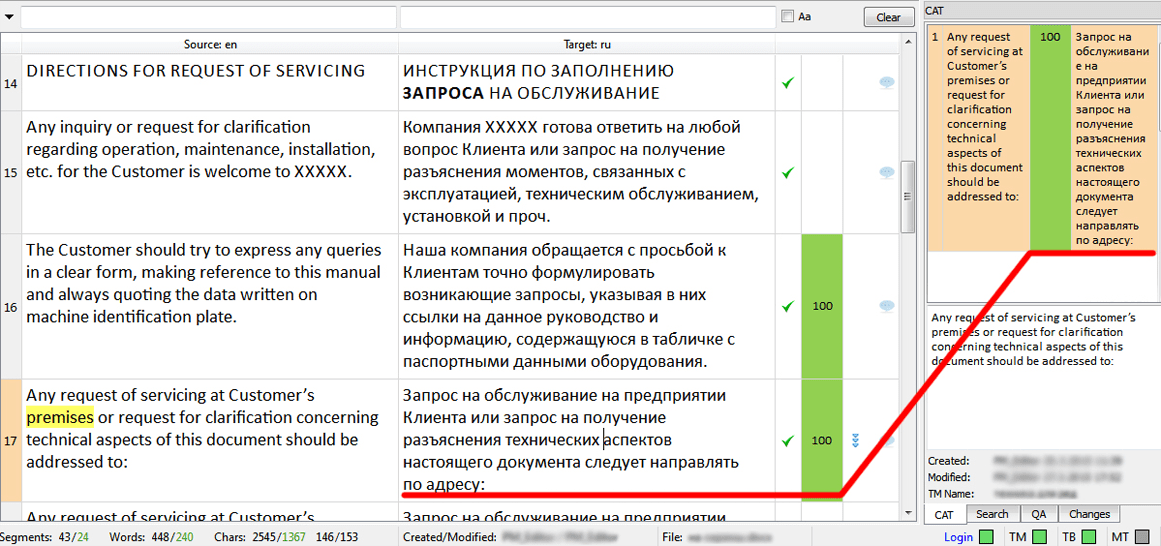 Aa
Clear
CAT
Source: en
Target: ru
14
DIRECTIONS FOR REQUEST OF SERVICING
ИНСТРУКЦИЯ ПО ЗАПОЛНЕНИЮ
ЗАПРОСА НА ОБСЛУЖИВАНИЕ
15
Any inquiry or request for clarification
regarding operation, maintenance, installation,
etc. for the Customer is welcome to XXXXX.
Компания XXXXX готова ответить на любой
вопрос Клиента или запрос на получение
разъяснения моментов, связанных с
эксплуатацией, техническим обслуживанием,
установкой и проч.
16
The Customer should try to express any queries
in a clear form, making reference to this manual
and always quoting the data written on
machine identification plate.
Наша компания обращается с просьбой к
Клиентам точно формулировать
возникающие запросы, указывая в них
ссылки на данное руководство и
информацию, содержащуюся в табличке с
паспортными данными оборудования.
100
17
Any request of servicing at Customer’s
premises or request for clarification concerning
technical aspects of this document should be
addressed to:
Запрос на обслуживание на предприятии
Клиента или запрос на получение
разъяснения технических аспектов
настоящего документа следует направлять
по адресу:
100
Any request of servicing at Customer’s
Запрос на обслуживание на предприятии
1
Any request
of servicing at
Customer’s
premises or
request for
clarification
concerning
technical
aspects of
this document
should be
addressed to:
100
Запрос на
обслуживани
е на
предприятии
Клиента или
запрос на
получение
разъяснения
технических
аспектов
настоящего
документа
следует
направлять
по адресу:
Any request of servicing at Customer’s
premises or request for clarification
concerning technical aspects of this
document should be addressed to:
Created:
Modified:
TM Name:
CAT Search QA Changes
Segments: 43/24 Words: 448/240 Chars: 2545/1367 146/153 Created/Modified: File:
Login TM TB MT